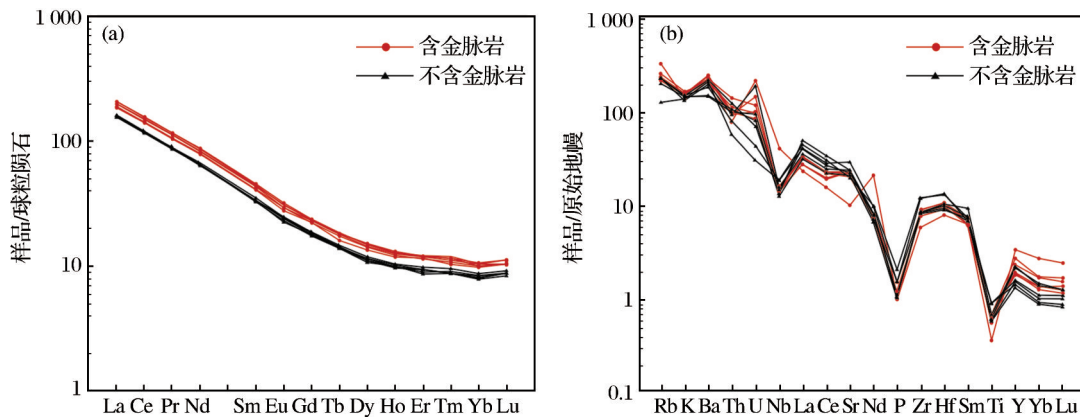 1 000
(a)
含金脉岩
不含金脉岩
100
10
1
样品/球粒陨石
La Ce Pr Nd Sm Eu Gd Tb Dy Ho Er Tm Yb Lu
1 000
(b)
含金脉岩
不含金脉岩
100
10
1
0.1
样品/原始地幔
Rb K Ba Th U Nb La Ce Sr Nd P Zr Hf Sm Ti Y Yb Lu